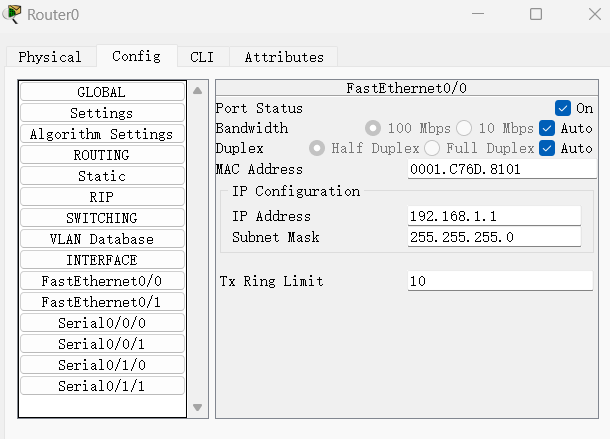 Router0
Physical Config CLI Attributes
GLOBAL
Settings
Algorithm Settings
ROUTING
Static
RIP
SWITCHING
VLAN Database
INTERFACE
FastEthernet0/0
FastEthernet0/1
Serial0/0/0
Serial0/0/1
Serial0/1/0
Serial0/1/1
FastEthernet0/0
Port Status On
Bandwidth 100 Mbps 10 Mbps Auto
Duplex Half Duplex Full Duplex Auto
MAC Address 0001.C76D.8101
IP Configuration
IP Address 192.168.1.1
Subnet Mask 255.255.255.0
Tx Ring Limit 10